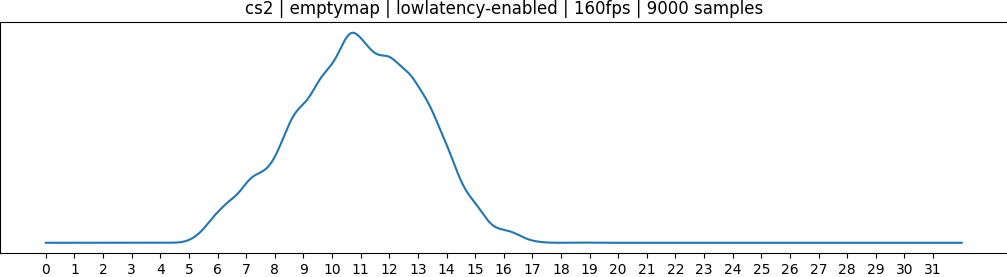 cs2 | emptymap | lowlatency-enabled | 160fps | 9000 samples
0 1 2 3 4 5 6 7 8 9 10 11 12 13 14 15 16 17 18 19 20 21 22 23 24 25 26 27 28 29 30 31